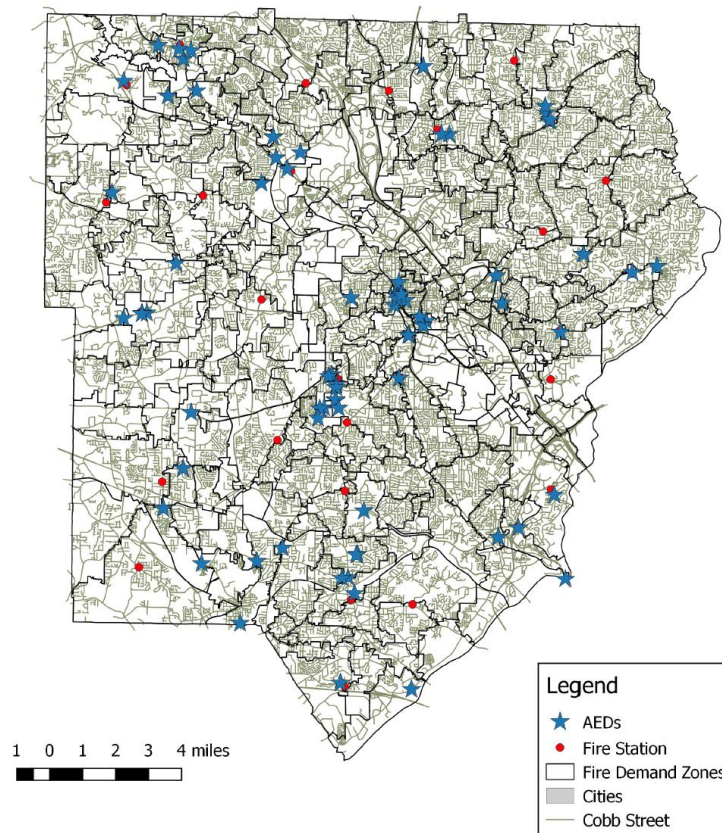 1 0 1 2 3 4 miles
Legend
AEDs
Fire Station
Fire Demand Zones
Cities
Cobb Street